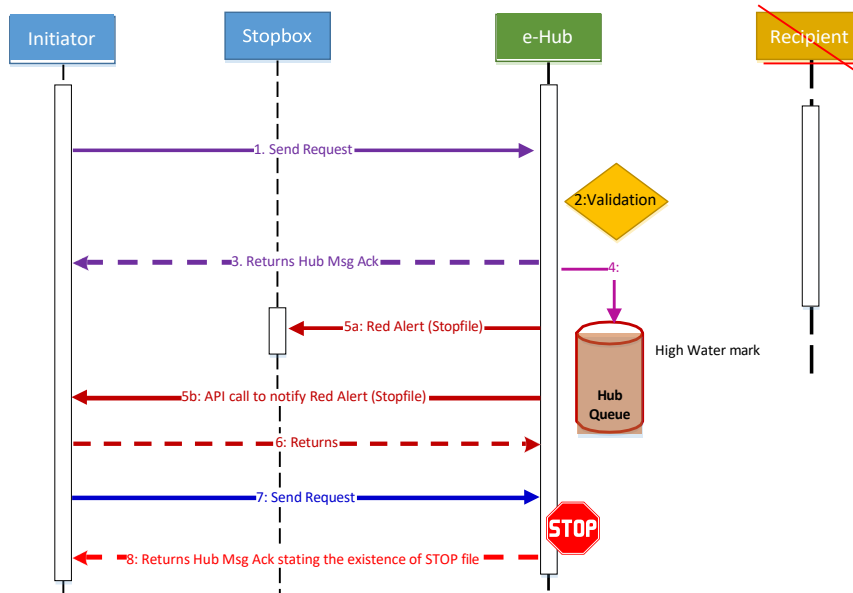 Initiator
Stopbox
e-Hub
Recipient
1. Send Request
2:Validation
3. Returns Hub Msg Ack
4:
5a: Red Alert (Stopfile)
High Water mark
5b: API call to notify Red Alert (Stopfile)
Hub
Queue
6: Returns
7: Send Request
STOP
8: Returns Hub Msg Ack stating the existence of STOP file